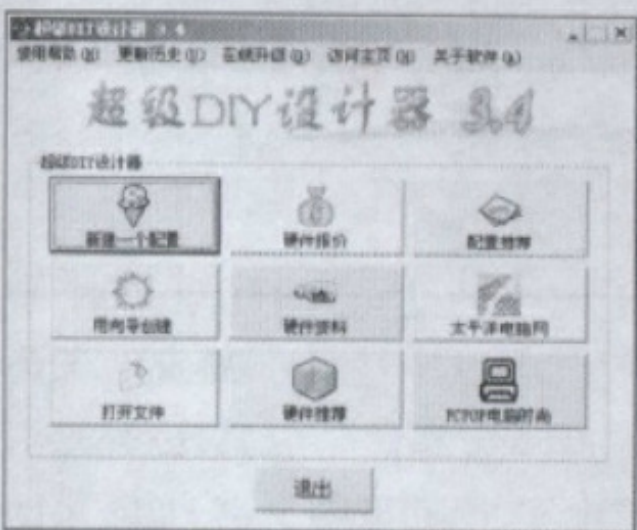 超级DIY设计器 3.4
使用帮助(H) 更新历史(U) 在线升级 访问主页 关于软件(A)
超级DIY设计器 3.4
超级DIY设计器
新建一个配置 硬件报价 配置推荐
用向导创建 硬件资料 太平洋电脑网
打开文件 硬件推荐 PCPOP电脑时尚
退出